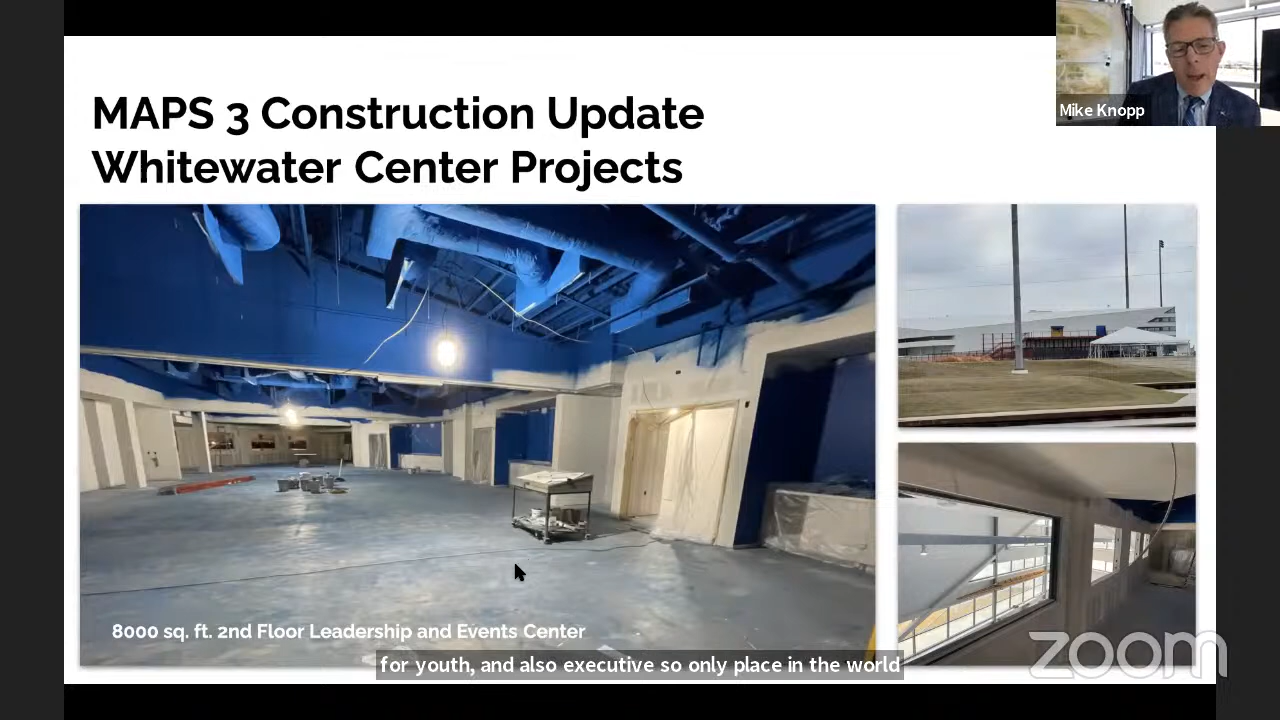 MAPS 3 Construction Update
Whitewater Center Projects
Mike Knopp
8000 sq. ft. 2nd Floor Leadership and Events Center
for youth, and also executive so only place in the world
zoom